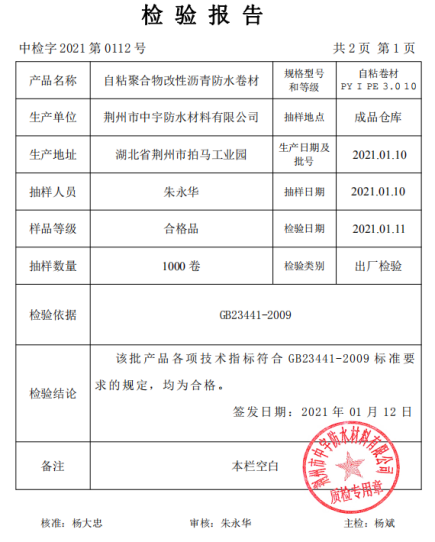 检验报告
中检字 2021 第 0112 号 共 2 页 第 1 页
产品名称 自粘聚合物改性沥青防水卷材 规格型号和等级 自粘卷材 PY I PE 3.0 10
生产单位 荆州市中宇防水材料有限公司 抽样地点 成品仓库
生产地址 湖北省荆州市拍马工业园 生产日期及批号 2021.01.10
抽样人员 朱永华 抽样日期 2021.01.10
样品等级 合格品 检验日期 2021.01.11
抽样数量 1000 卷 检验类别 出厂检验
检验依据 GB23441-2009
检验结论 该批产品各项技术指标符合 GB23441-2009 标准要
求的规定，均为合格。
签发日期：2021 年 01 月 12 日
备注 本栏空白
荆州市中宇防水材料有限公司
质检专用章
核准：杨大忠 审核：朱永华 主检：杨斌